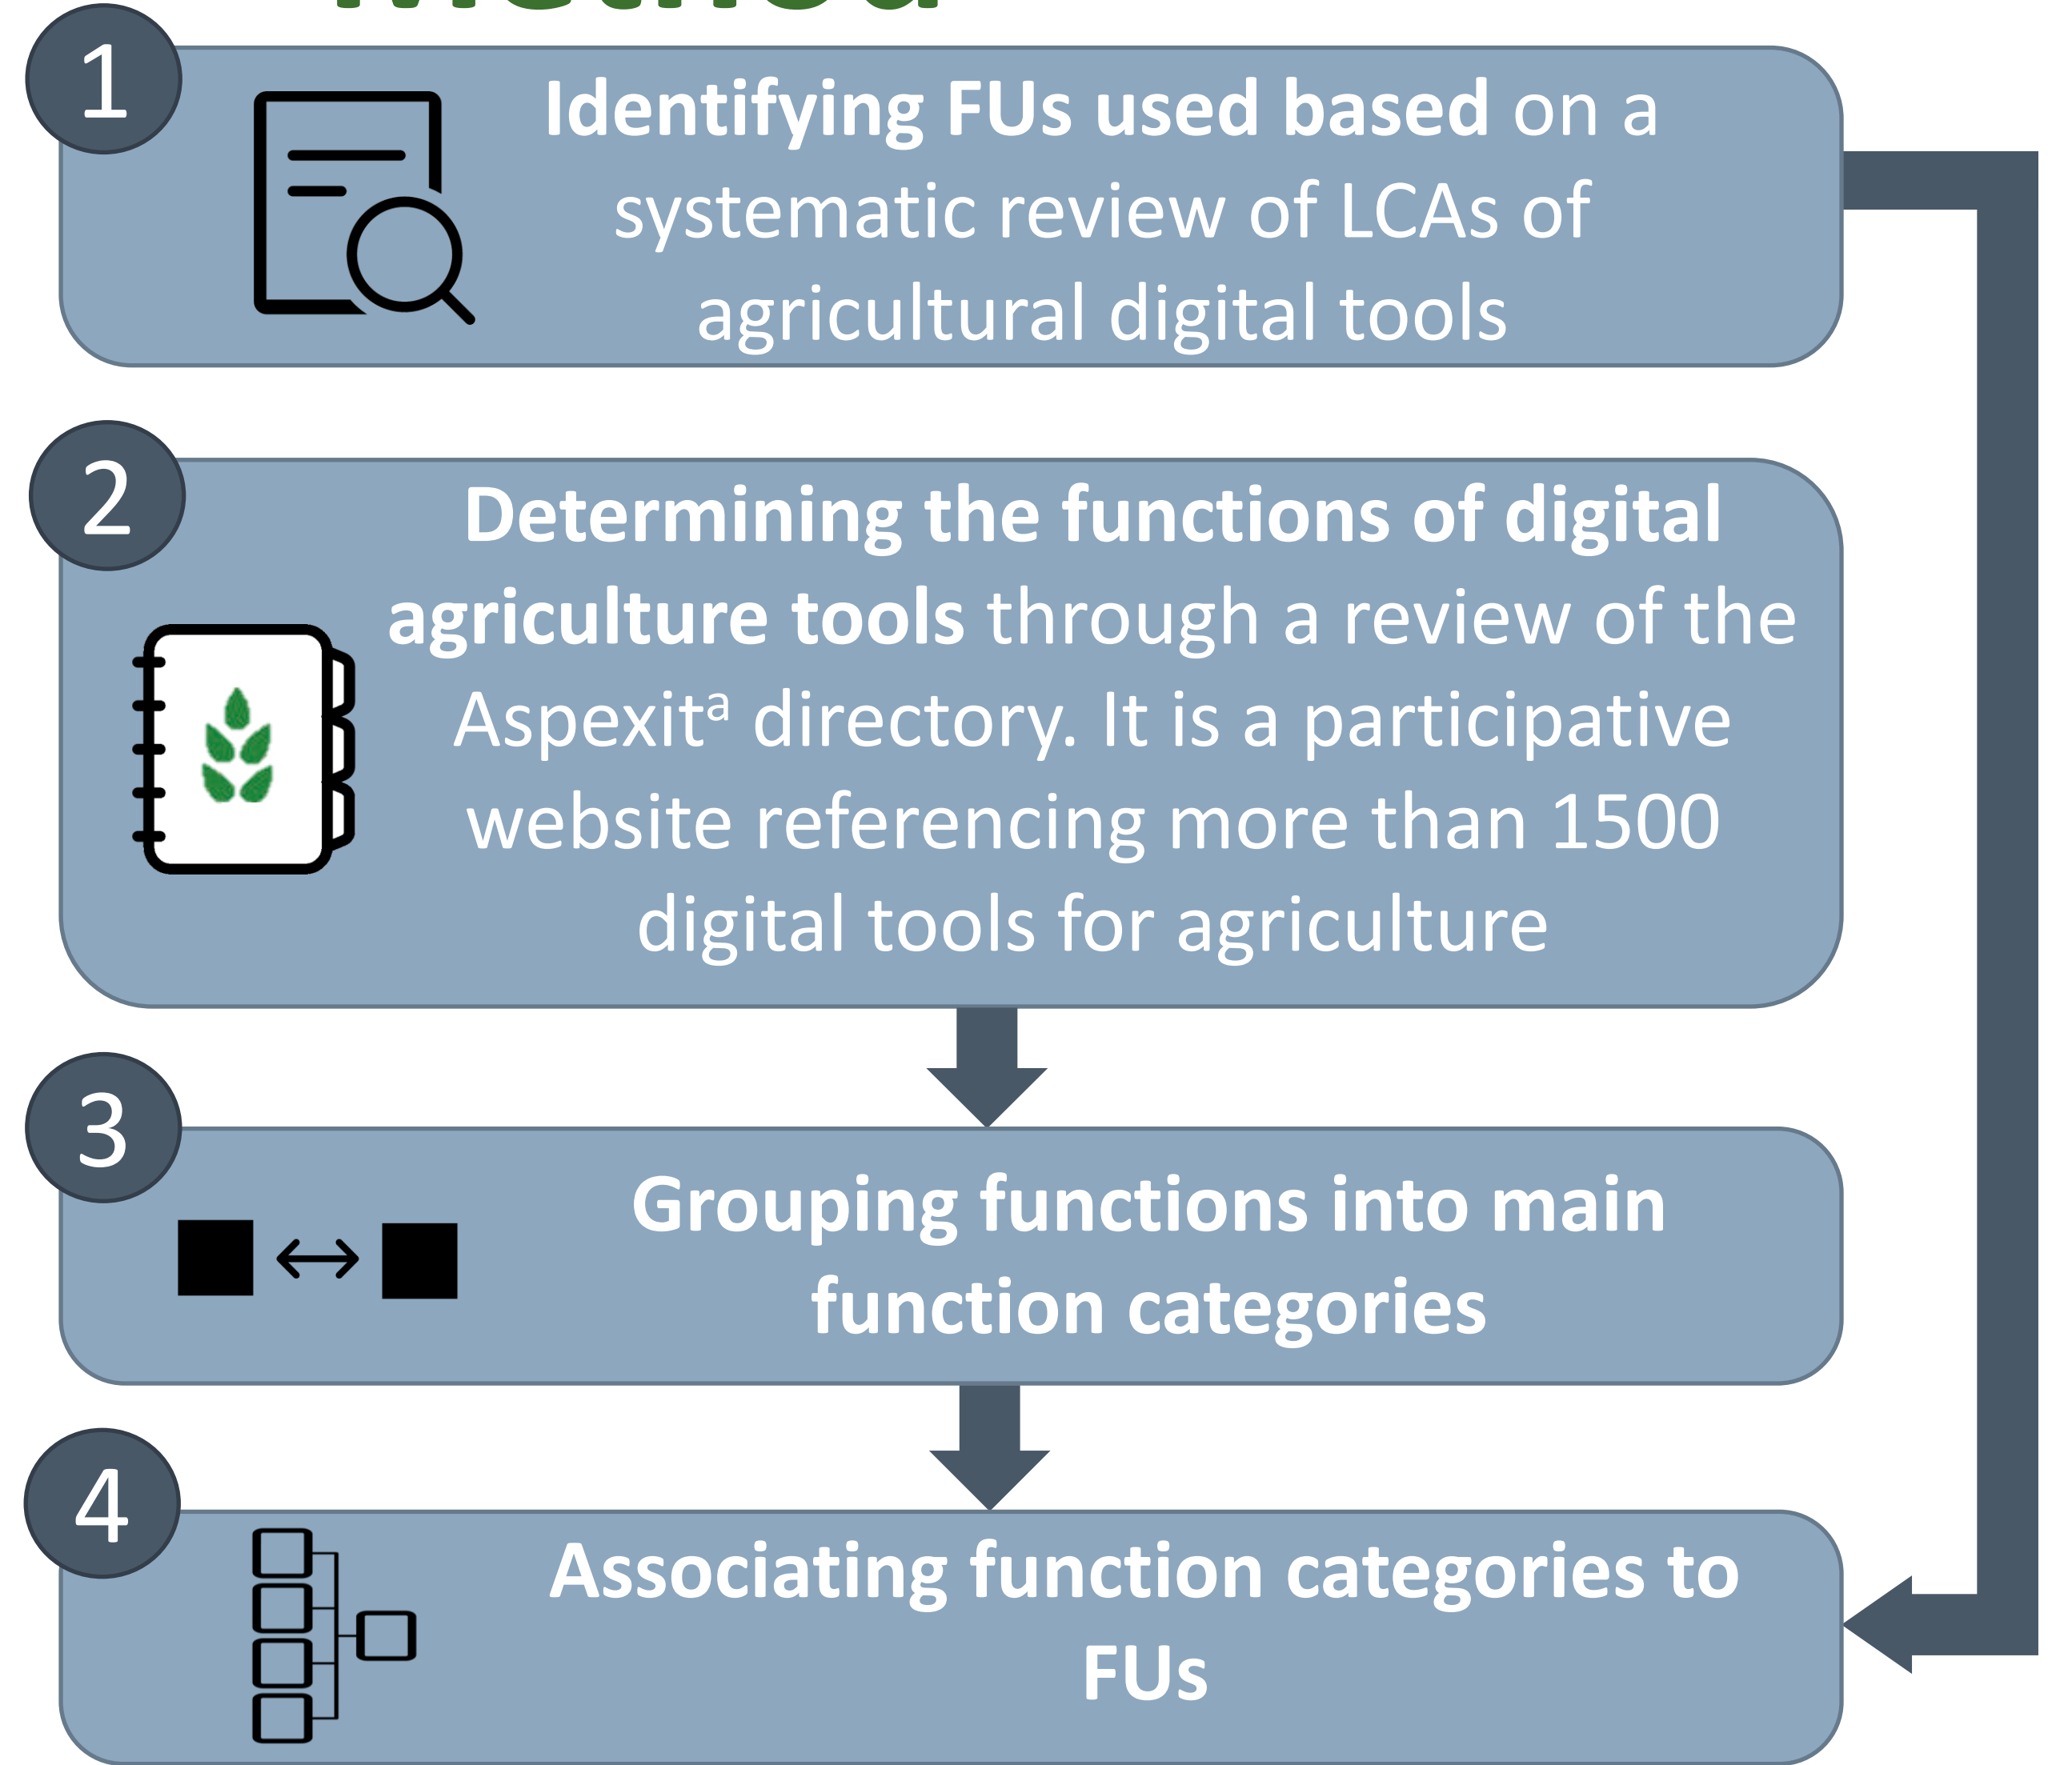 1
Identifying FUs used based on a
systematic review of LCAs of
agricultural digital tools
2
Determining the functions of digital
agriculture tools through a review of the
Aspexitᵃ directory. It is a participative
website referencing more than 1500
digital tools for agriculture
3
Grouping functions into main
function categories
4
Associating function categories to
FUs